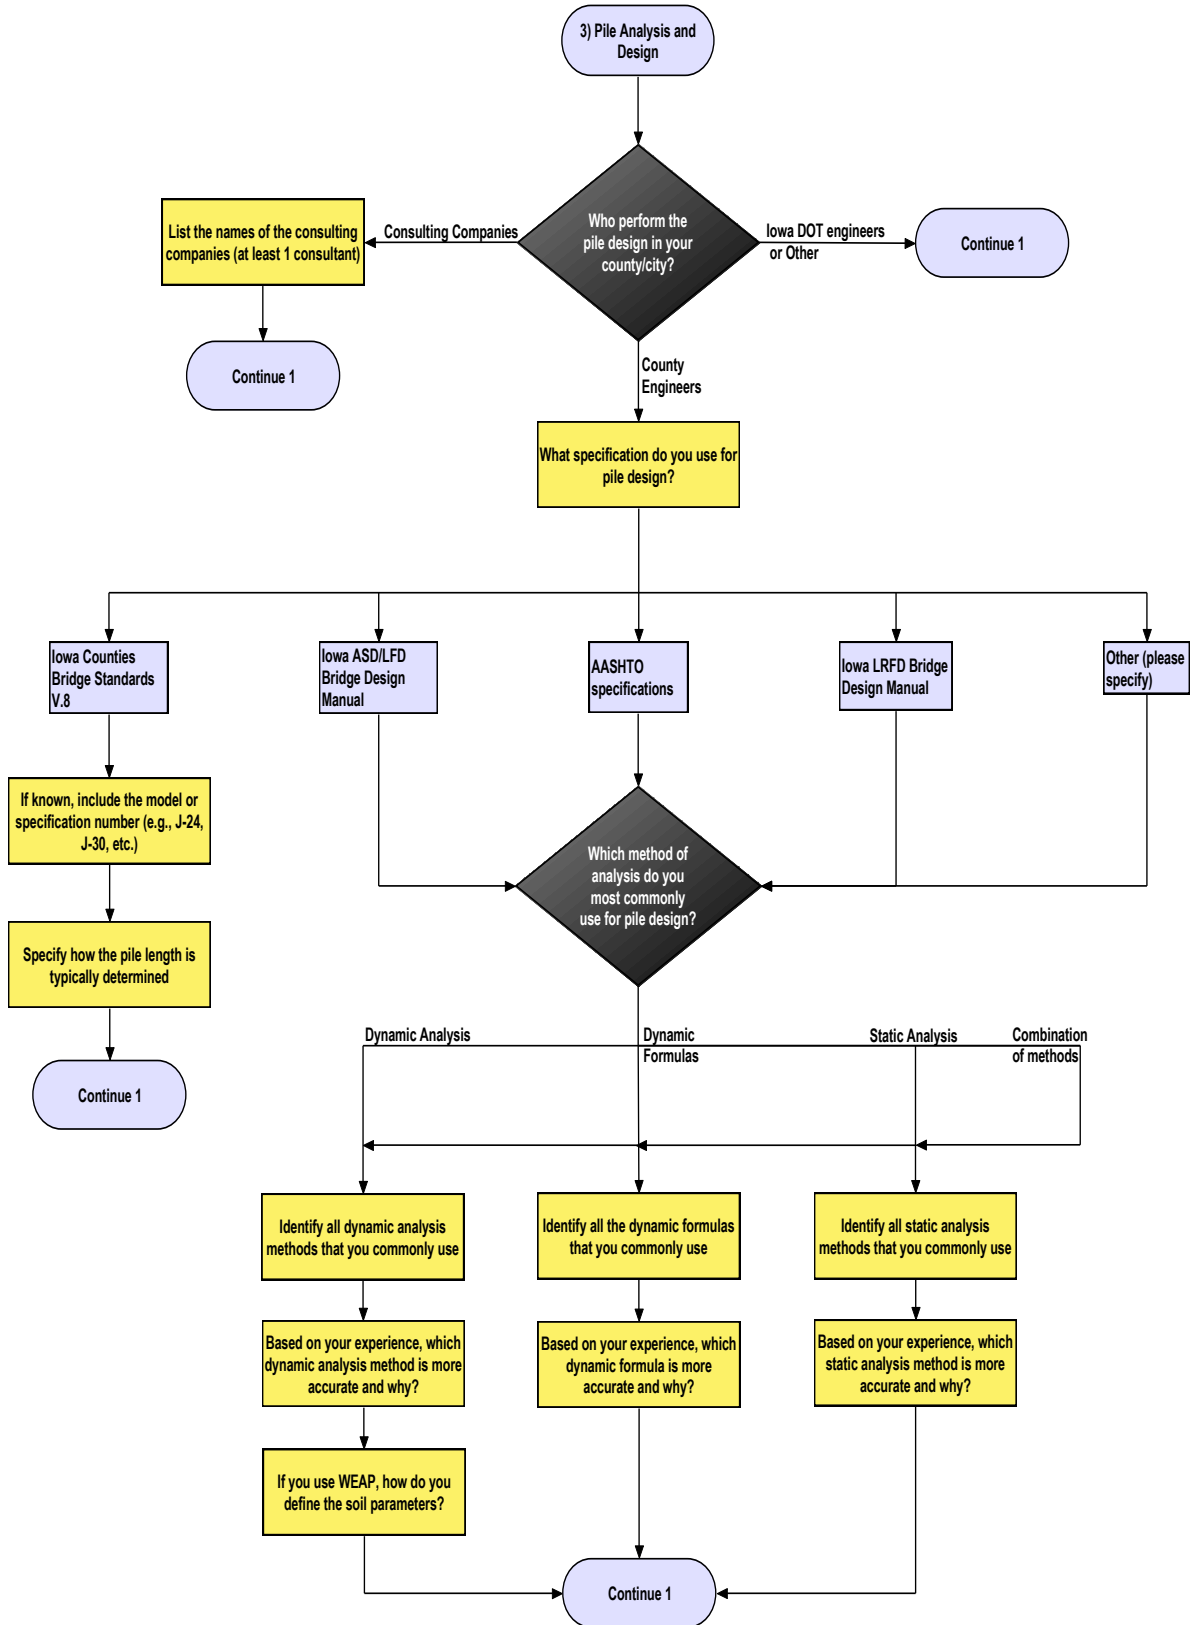 3) Pile Analysis and
Design
Who perform the
pile design in your
county/city?
Consulting Companies
Iowa DOT engineers
or Other
List the names of the consulting
companies (at least 1 consultant)
Continue 1
Continue 1
County
Engineers
What specification do you use for
pile design?
Iowa Counties
Bridge Standards
V.8
Iowa ASD/LFD
Bridge Design
Manual
AASHTO
specifications
Iowa LRFD Bridge
Design Manual
Other (please
specify)
If known, include the model or
specification number (e.g., J-24,
J-30, etc.)
Specify how the pile length is
typically determined
Continue 1
Which method of
analysis do you
most commonly
use for pile design?
Dynamic Analysis
Dynamic
Formulas
Static Analysis
Combination
of methods
Identify all dynamic analysis
methods that you commonly use
Identify all the dynamic formulas
that you commonly use
Identify all static analysis
methods that you commonly use
Based on your experience, which
dynamic analysis method is more
accurate and why?
Based on your experience, which
dynamic formula is more
accurate and why?
Based on your experience, which
static analysis method is more
accurate and why?
If you use WEAP, how do you
define the soil parameters?
Continue 1